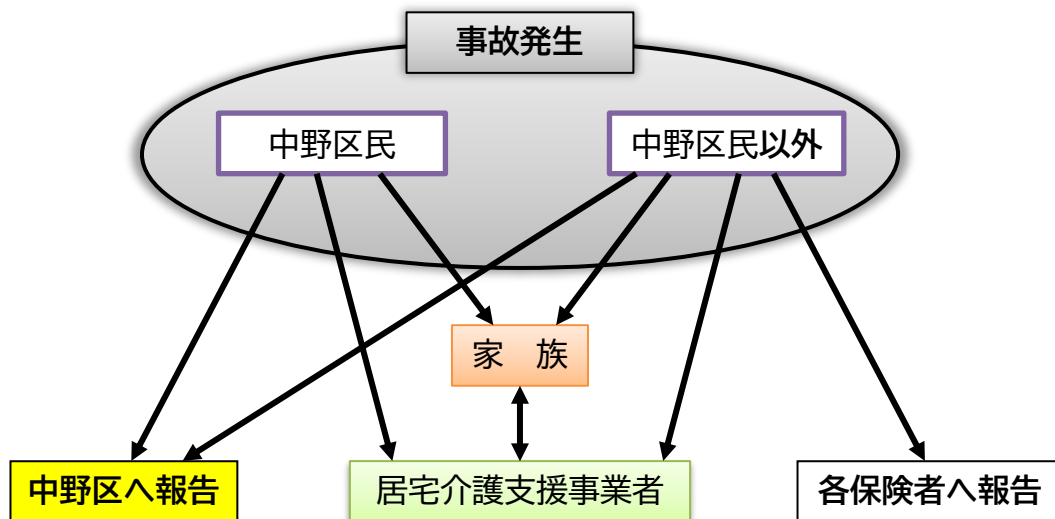 事故発生
中野区民
中野区民以外
家　族
中野区へ報告
居宅介護支援事業者
各保険者へ報告